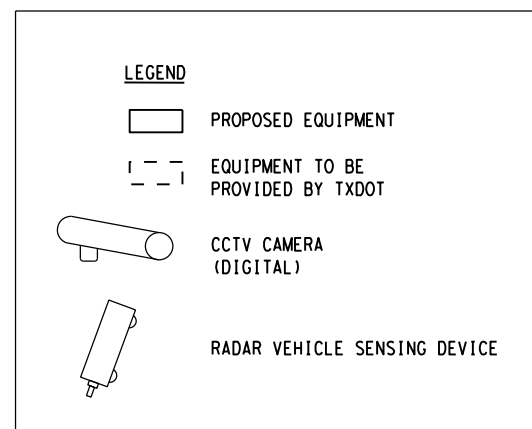 LEGEND
PROPOSED EQUIPMENT
EQUIPMENT TO BE
PROVIDED BY TXDOT
CCTV CAMERA
(DIGITAL)
RADAR VEHICLE SENSING DEVICE